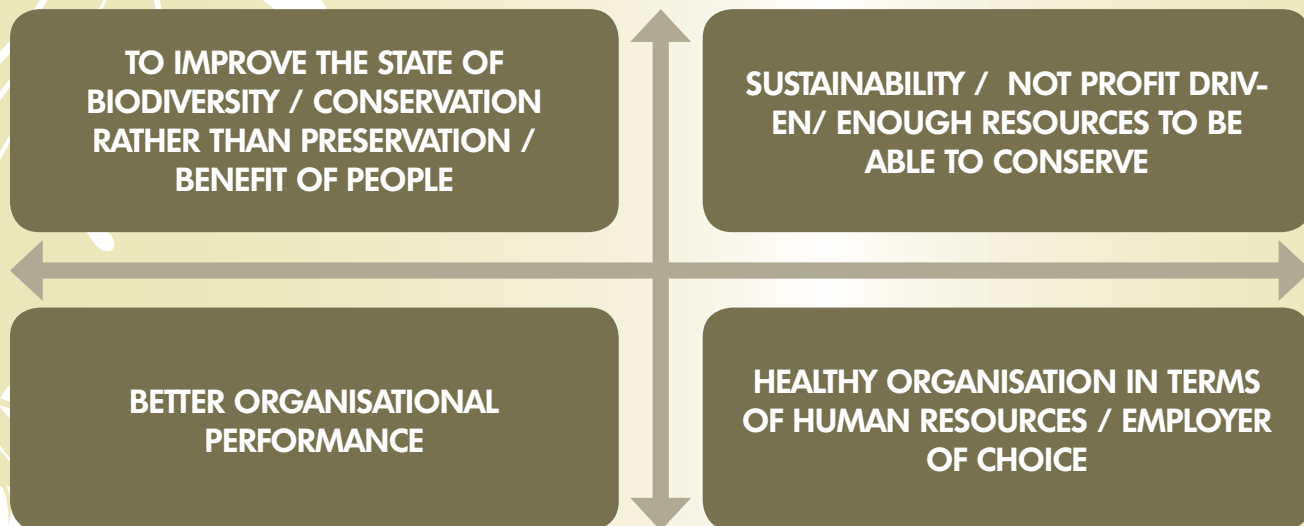 TO IMPROVE THE STATE OF
BIODIVERSITY / CONSERVATION
RATHER THAN PRESERVATION /
BENEFIT OF PEOPLE
SUSTAINABILITY / NOT PROFIT DRIV-
EN/ ENOUGH RESOURCES TO BE
ABLE TO CONSERVE
BETTER ORGANISATIONAL
PERFORMANCE
HEALTHY ORGANISATION IN TERMS
OF HUMAN RESOURCES / EMPLOYER
OF CHOICE